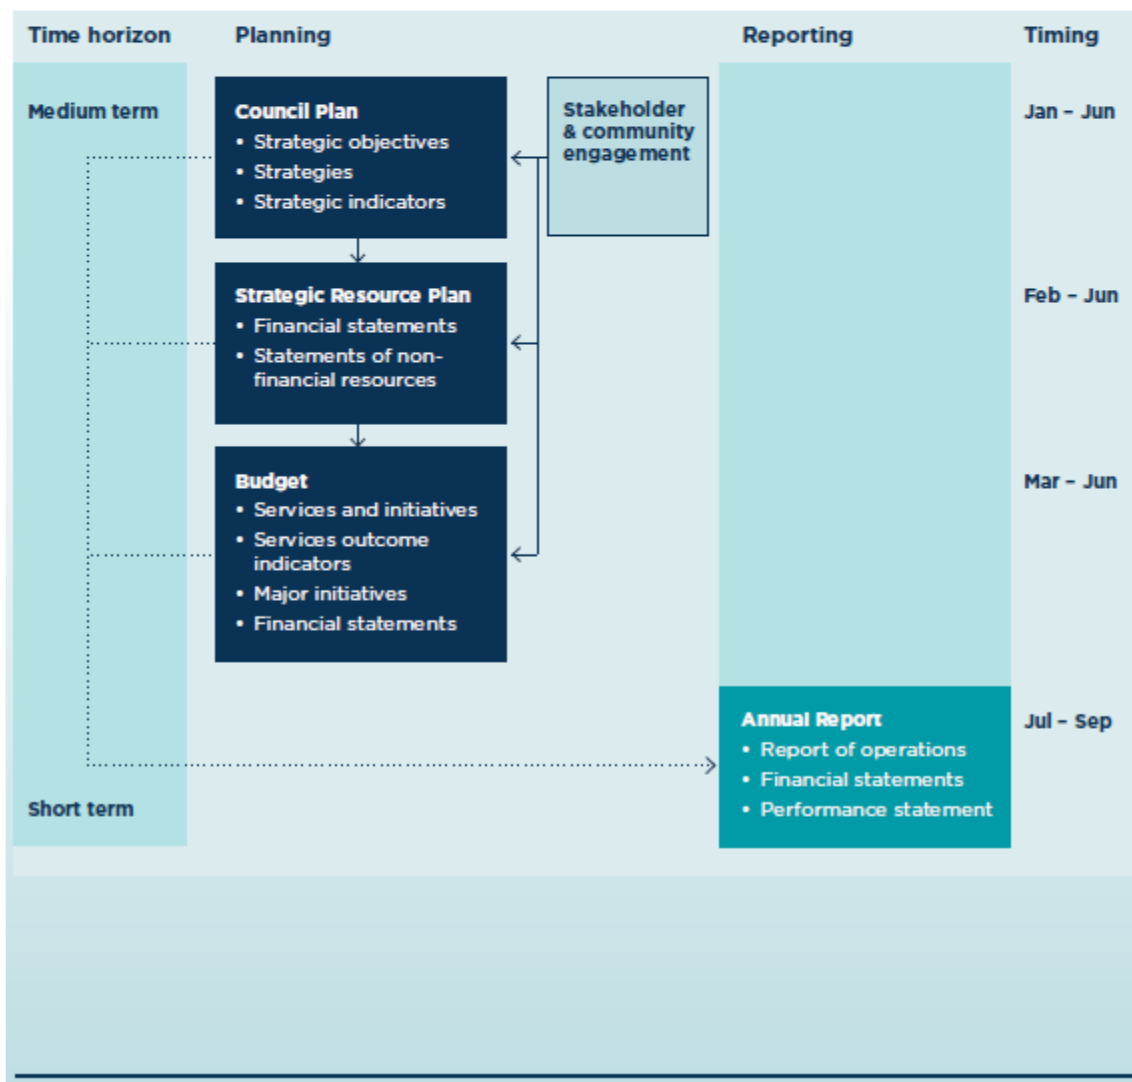 Time horizon
Planning
Reporting
Timing
Medium term
Council Plan
• Strategic objectives
• Strategies
• Strategic indicators
Stakeholder
& community
engagement
Jan – Jun
Strategic Resource Plan
• Financial statements
• Statements of non-
financial resources
Feb – Jun
Budget
• Services and initiatives
• Services outcome
indicators
• Major initiatives
• Financial statements
Mar – Jun
Annual Report
• Report of operations
• Financial statements
• Performance statement
Jul – Sep
Short term